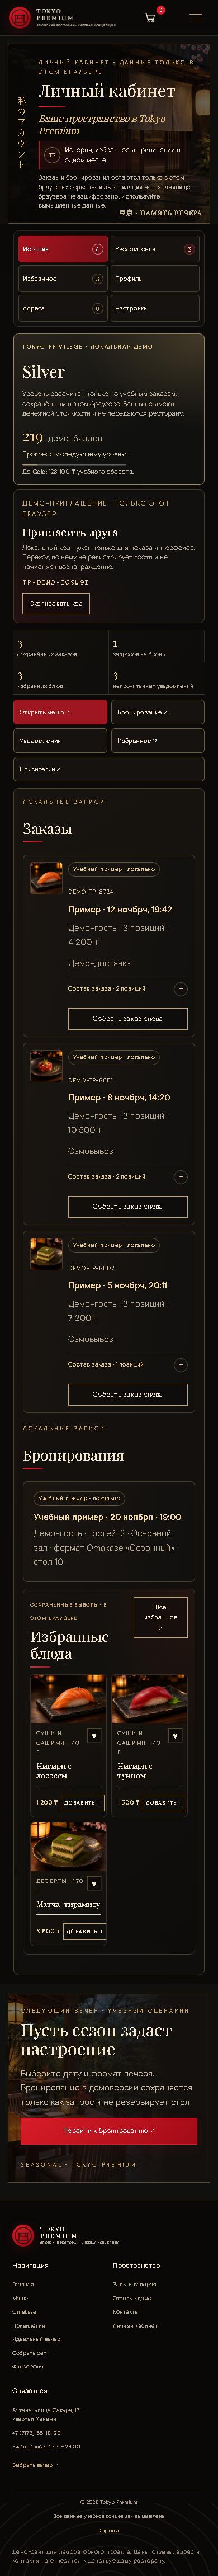 TOKYO
PREMIUM
2
ЛИЧНЫЙ КАБИНЕТ · ДАННЫЕ ТОЛЬКО В
ЭТОМ БРАУЗЕРЕ
Личный кабинет
私のアカウント
Ваше пространство в Tokyo
Premium
TP
История, избранное и привилегии в
одном месте.
Заказы и бронирования остаются только в этом
браузере; серверной авторизации нет, хранилище
браузера не зашифровано. Используйте
вымышленные данные.
東京 · ПАМЯТЬ ВЕЧЕРА
История
Уведомления
3
Избранное
3
Профиль
Адреса
0
Настройки
TOKYO PRIVILEGE · ЛОКАЛЬНАЯ ДЕМО
Silver
Уровень рассчитан только по учебным заказам,
сохранённым в этом браузере. Баллы не имеют
денежной стоимости и не передаются ресторану.
219 демо-баллов
Прогресс к следующему уровню
До Gold: 128 100 ₸ учебного оборота.
ДЕМО-ПРИГЛАШЕНИЕ · ТОЛЬКО ЭТОТ
БРАУЗЕР
Пригласить друга
Локальный код нужен только для показа интерфейса.
Переход по нему не регистрирует гостя и не
начисляет вознаграждение.
Скопировать код
3
сохранённых заказов
1
запросов на бронь
3
избранных блюд
3
непрочитанных уведомлений
Открыть меню ↗
Бронирование ↗
Уведомления
Избранное ♡
Привилегии ↗
ЛОКАЛЬНЫЕ ЗАПИСИ
Заказы
Учебный пример · локально
DEMO-TP-8724
Пример · 12 ноября, 19:42
Демо-гость · 3 позиций ·
4 200 ₸
Демо-доставка
Состав заказа · 2 позиций
+
Собрать заказ снова
Учебный пример · локально
DEMO-TP-8651
Пример · 8 ноября, 14:20
Демо-гость · 2 позиций ·
10 500 ₸
Самовывоз
Состав заказа · 2 позиций
+
Собрать заказ снова
Учебный пример · локально
DEMO-TP-8607
Пример · 5 ноября, 20:11
Демо-гость · 2 позиций ·
7 200 ₸
Самовывоз
Состав заказа · 1 позиций
+
Собрать заказ снова
ЛОКАЛЬНЫЕ ЗАПИСИ
Бронирования
Учебный пример · локально
Учебный пример · 20 ноября · 19:00
Демо-гость · гостей: 2 · Основной
зал · формат Omakase «Сезонный» ·
стол 10
СОХРАНЁННЫЕ ВЫБОРЫ · В
ЭТОМ БРАУЗЕРЕ
Избранные
блюда
Все
избранное
↗
СУШИ И
САШИМИ · 40
Г
♥
Нигири с
лососем
1 200 ₸
ДОБАВИТЬ +
СУШИ И
САШИМИ · 40
Г
♥
Нигири с
тунцом
1 500 ₸
ДОБАВИТЬ +
ДЕСЕРТЫ · 170
Г
♥
Матча-тирамису
3 600 ₸
ДОБАВИТЬ +
СЛЕДУЮЩИЙ ВЕЧЕР · УЧЕБНЫЙ СЦЕНАРИЙ
Пусть сезон задаст
настроение
Выберите дату и формат вечера.
Бронирование в демоверсии сохраняется
только как запрос и не резервирует стол.
Перейти к бронированию ↗
SEASONAL · TOKYO PREMIUM
TOKYO
PREMIUM
Навигация
Главная
Меню
Omakase
Привилегии
Идеальный вечер
Собрать сет
Философия
Пространство
Залы и галерея
Отзывы · демо
Контакты
Личный кабинет
Связаться
Астана, улица Сакура, 17 ·
квартал Ханами
+7 (7172) 55-18-26
Ежедневно · 12:00–23:00
Выбрать вечер ↗
© 2026 Tokyo Premium
Все данные учебной концепции вымышлены
Корзина
Демо-сайт для лабораторного проекта. Цены, отзывы, адрес и
контакты не относятся к действующему ресторану.